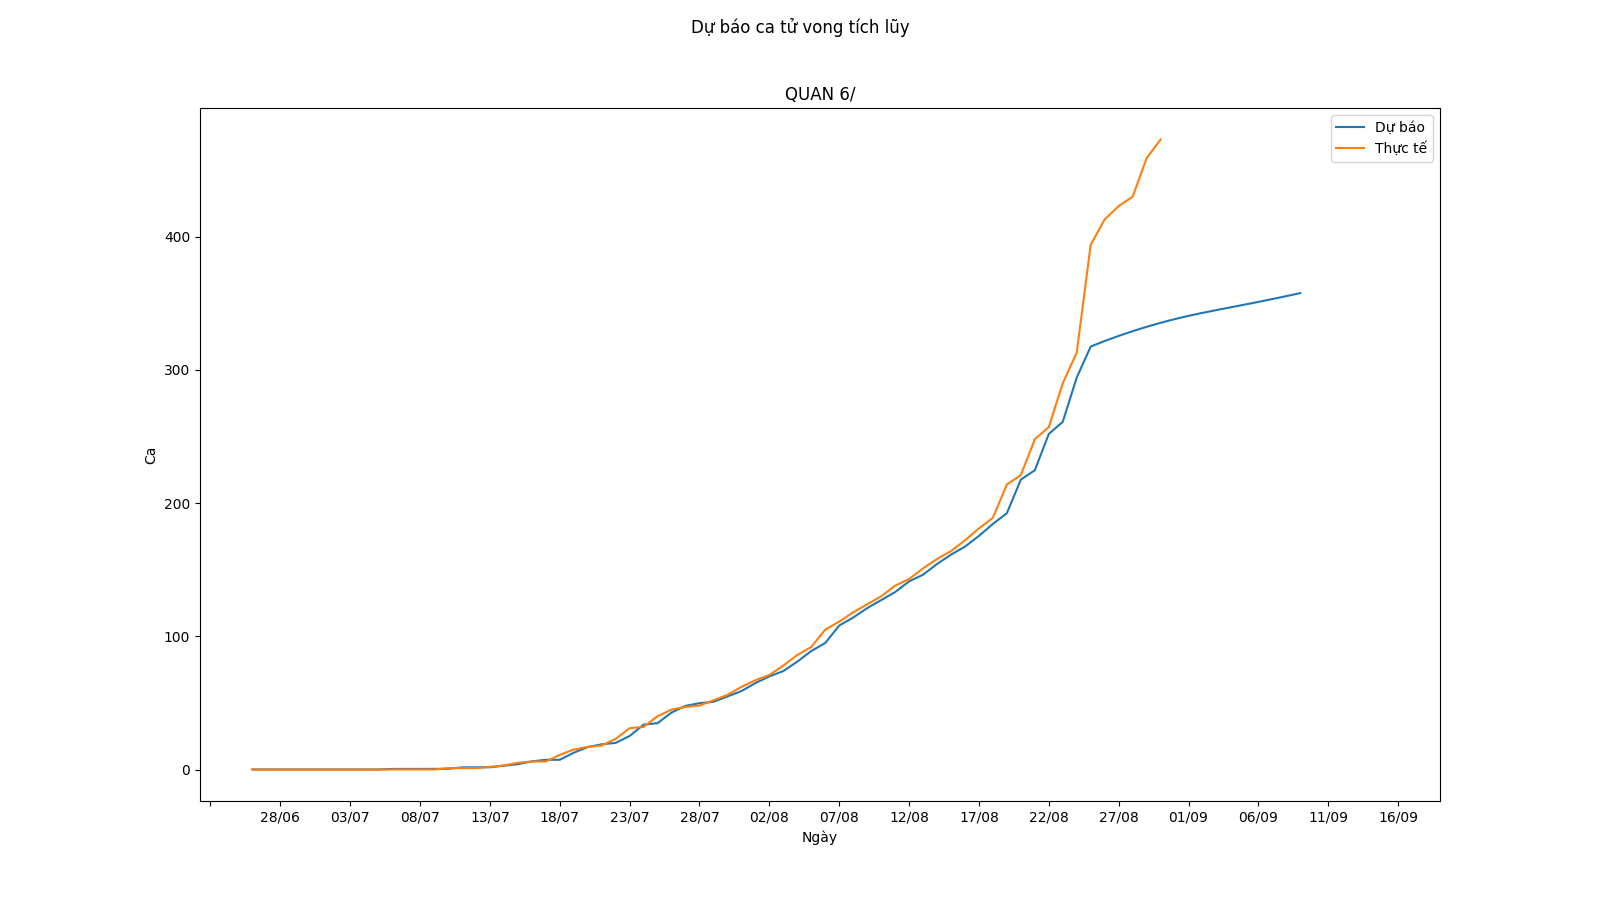 Dự báo ca tử vong tích lũy
QUAN 6/
Dự báo
Thực tế
400
300
200
100
0
Ca
28/06 03/07 08/07 13/07 18/07 23/07 28/07 02/08 07/08 12/08 17/08 22/08 27/08 01/09 06/09 11/09 16/09
Ngày